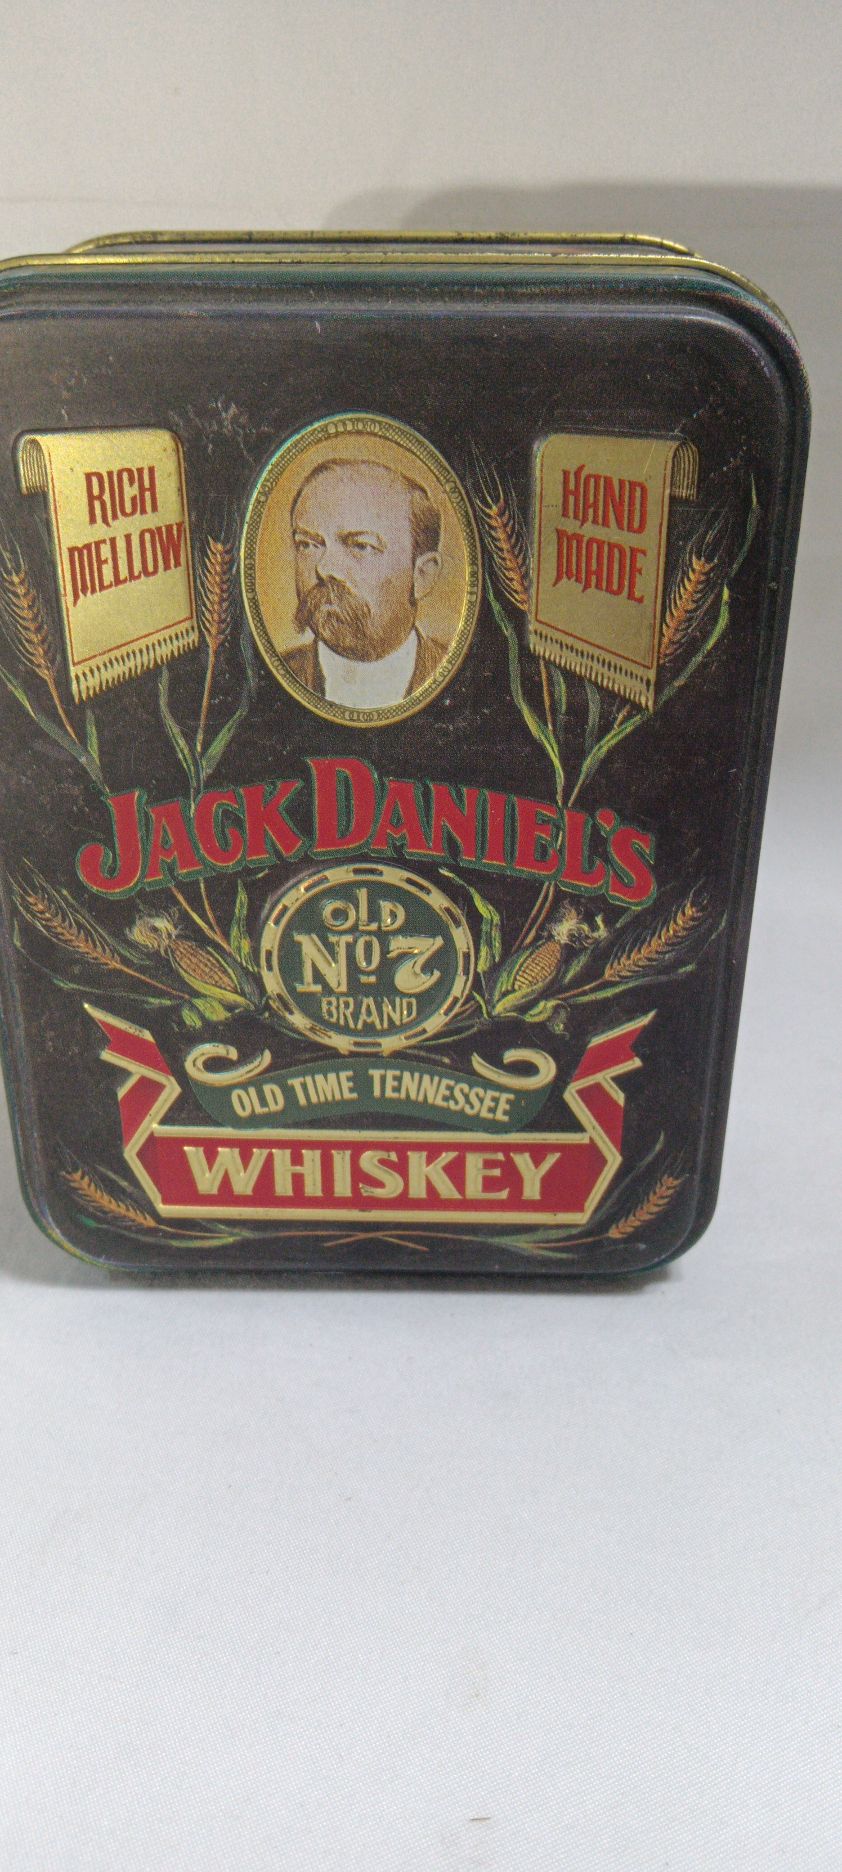 RICH
MELLOW
HAND
MADE
JACK DANIEL'S
OLD
Nº 7
BRAND
OLD TIME TENNESSEE
WHISKEY